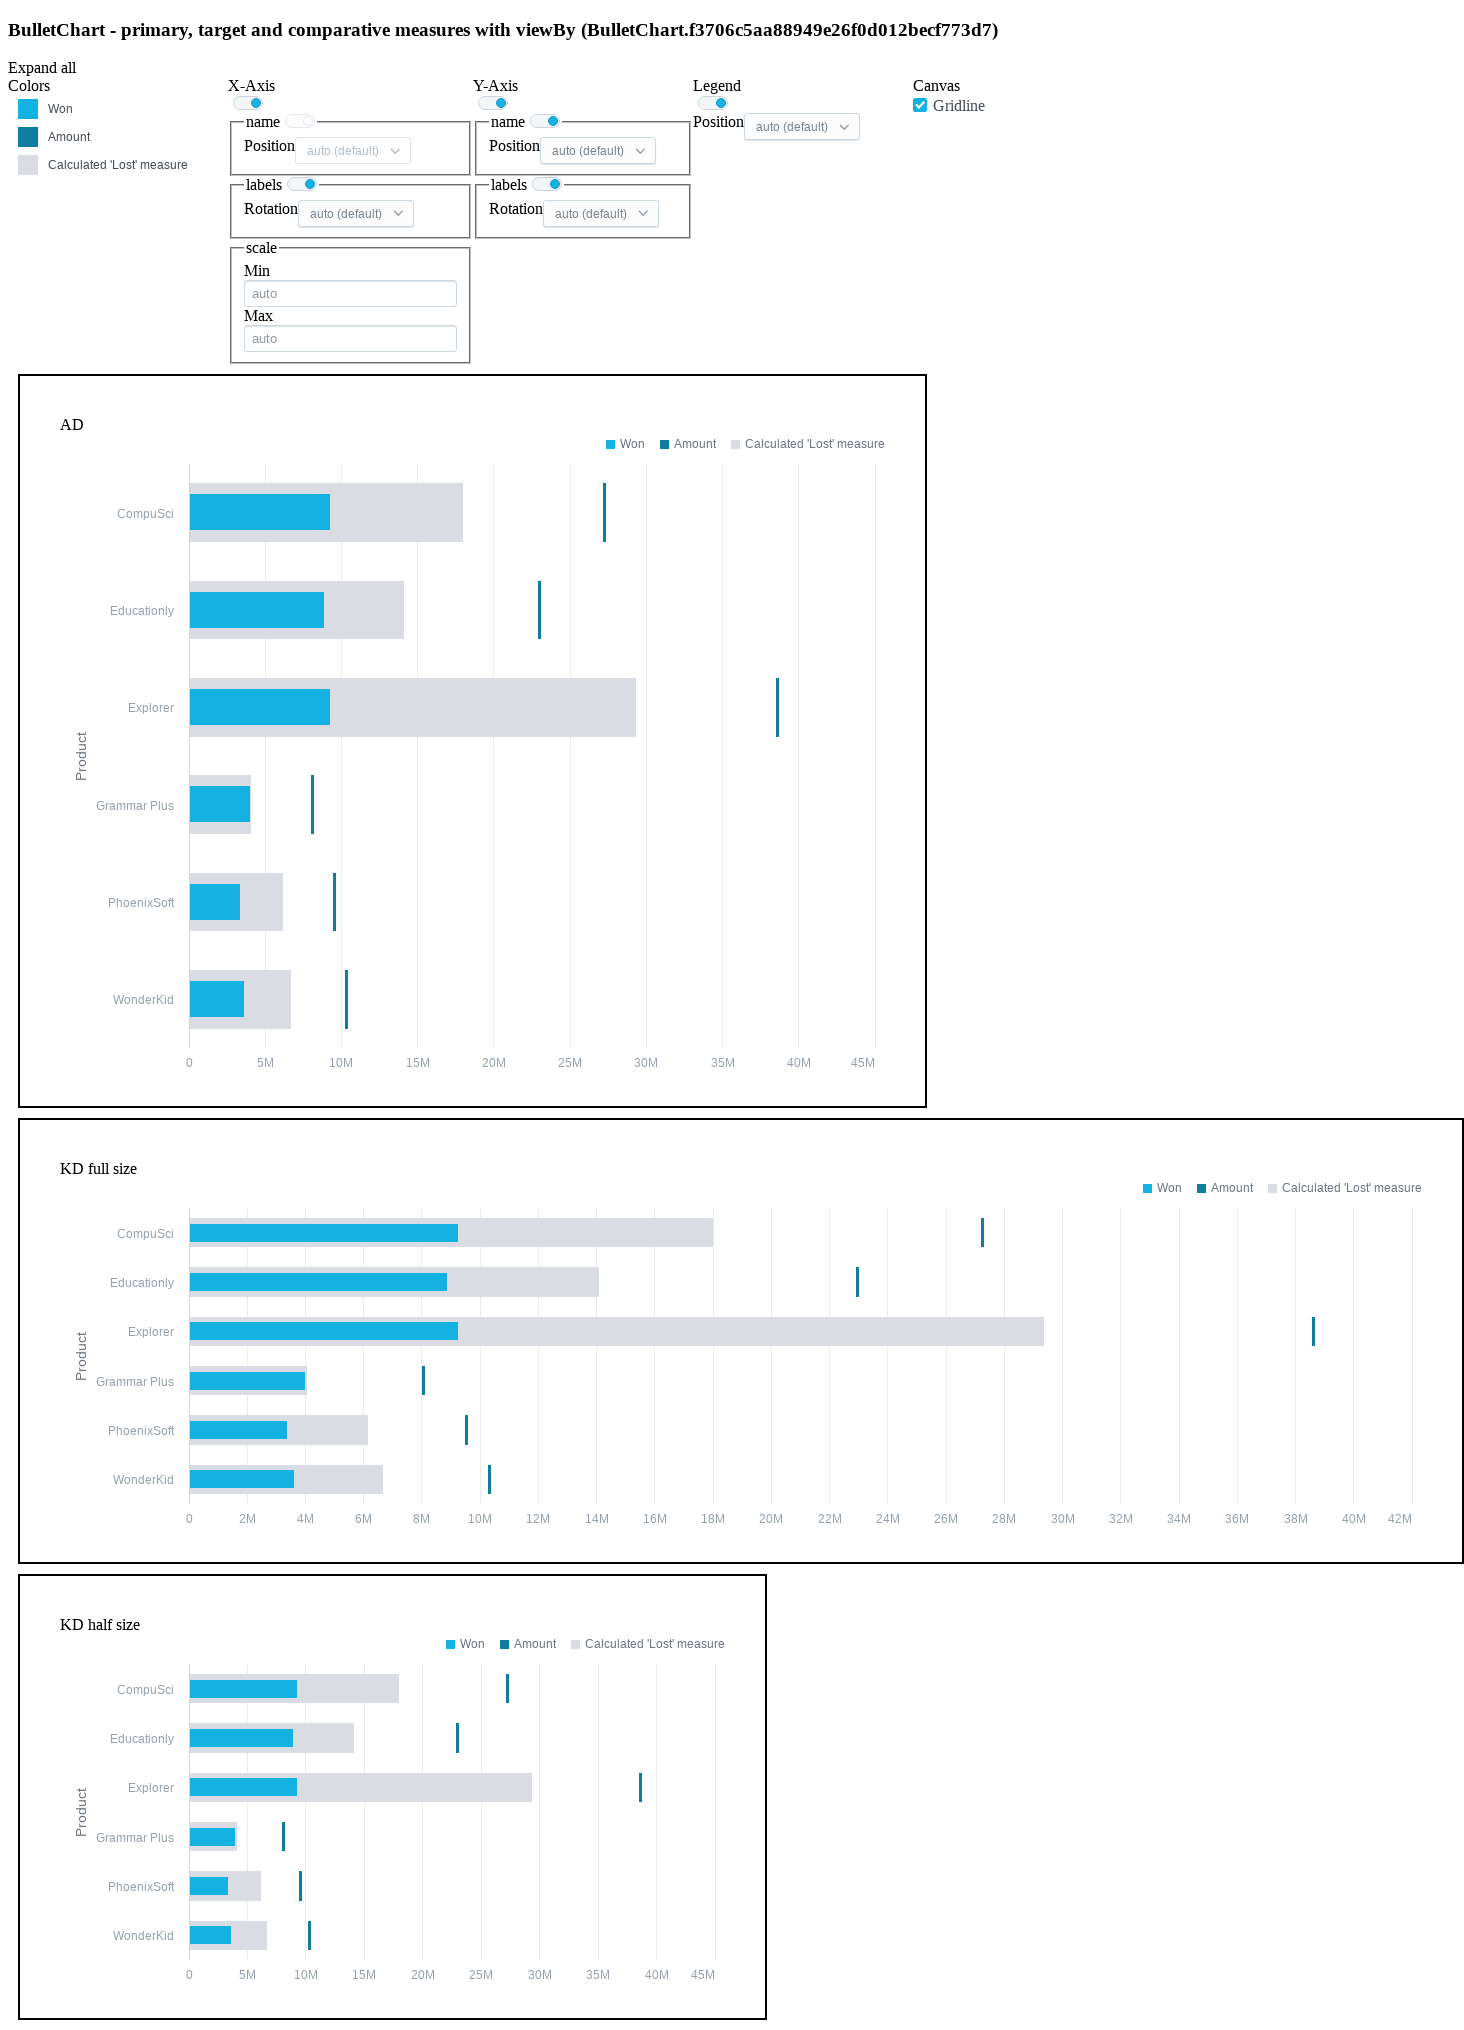 BulletChart - primary, target and comparative measures with viewBy (BulletChart.f3706c5aa88949e26f0d012becf773d7)
Expand all
Colors
Won
Amount
Calculated 'Lost' measure
X-Axis
name
Position auto (default)
labels
Rotation auto (default)
scale
Min
auto
Max
auto
Y-Axis
name
Position auto (default)
labels
Rotation auto (default)
Legend
Position auto (default)
Canvas
Gridline
AD
Won Amount Calculated 'Lost' measure
Product
CompuSci
Educationly
Explorer
Grammar Plus
PhoenixSoft
WonderKid
0 5M 10M 15M 20M 25M 30M 35M 40M 45M
KD full size
Won Amount Calculated 'Lost' measure
Product
CompuSci
Educationly
Explorer
Grammar Plus
PhoenixSoft
WonderKid
0 2M 4M 6M 8M 10M 12M 14M 16M 18M 20M 22M 24M 26M 28M 30M 32M 34M 36M 38M 40M 42M
KD half size
Won Amount Calculated 'Lost' measure
Product
CompuSci
Educationly
Explorer
Grammar Plus
PhoenixSoft
WonderKid
0 5M 10M 15M 20M 25M 30M 35M 40M 45M